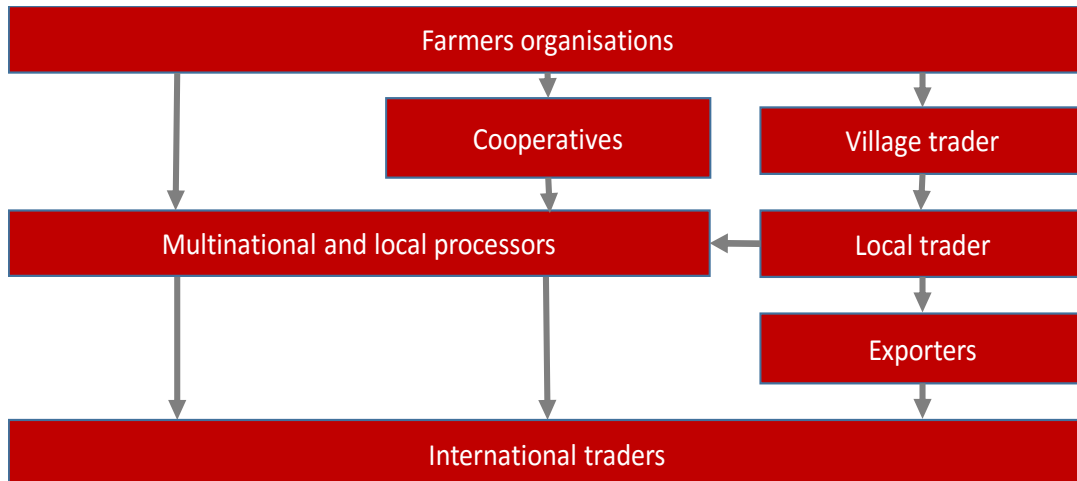 Farmers organisations
Cooperatives
Village trader
Multinational and local processors
Local trader
Exporters
International traders